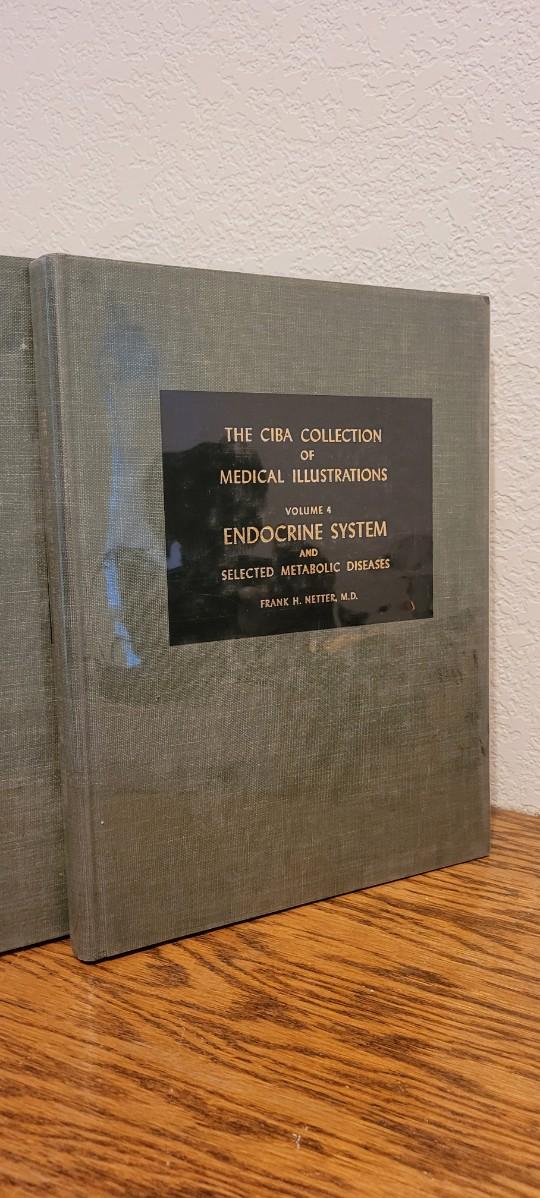 THE CIBA COLLECTION
OF
MEDICAL ILLUSTRATIONS
VOLUME 4
ENDOCRINE SYSTEM
AND
SELECTED METABOLIC DISEASES
FRANK H. NETTER, M.D.